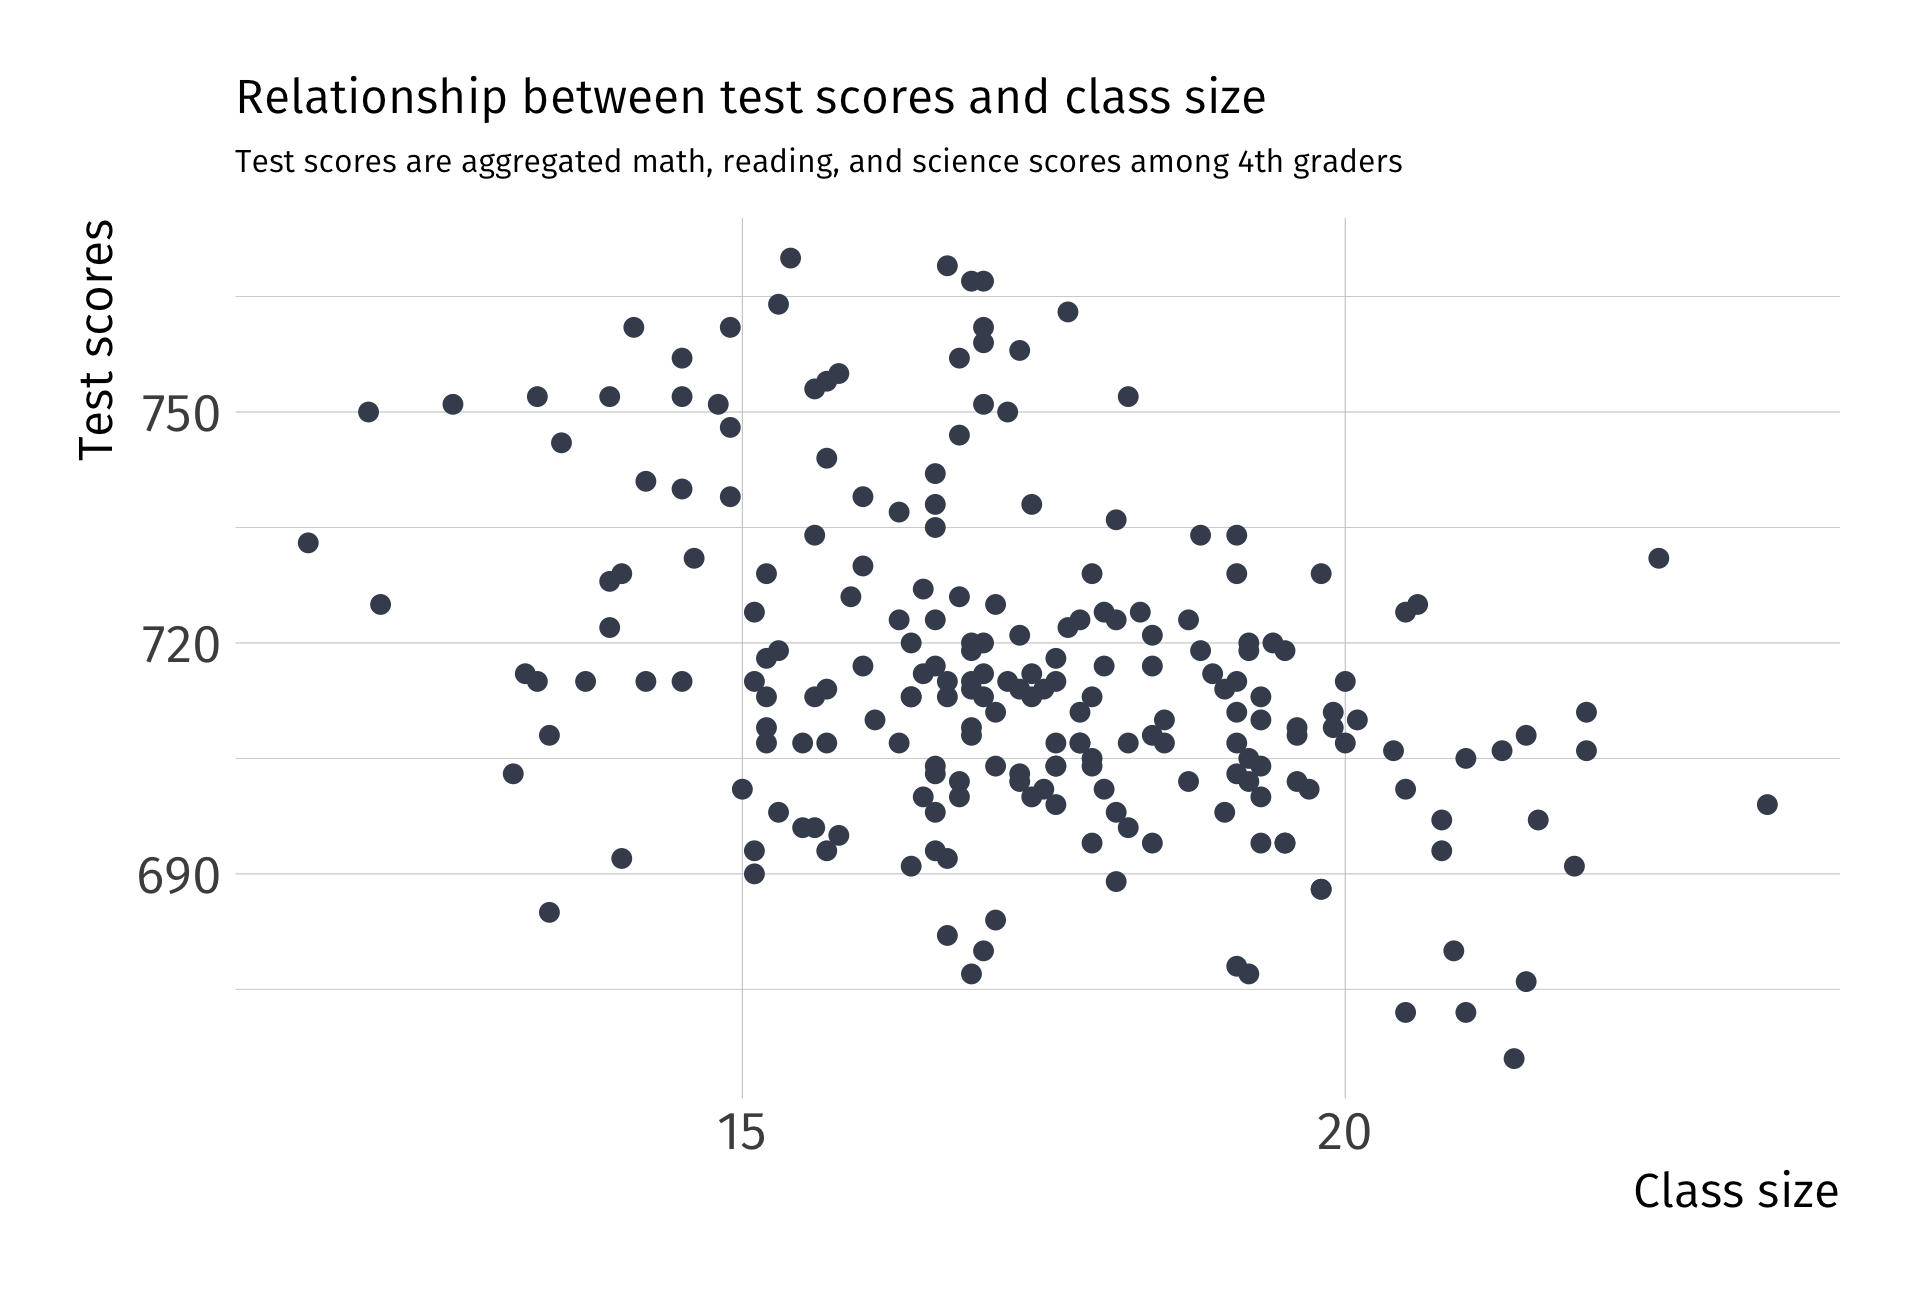 Relationship between test scores and class size
Test scores are aggregated math, reading, and science scores among 4th graders
Test scores
750
720
690
15
20
Class size